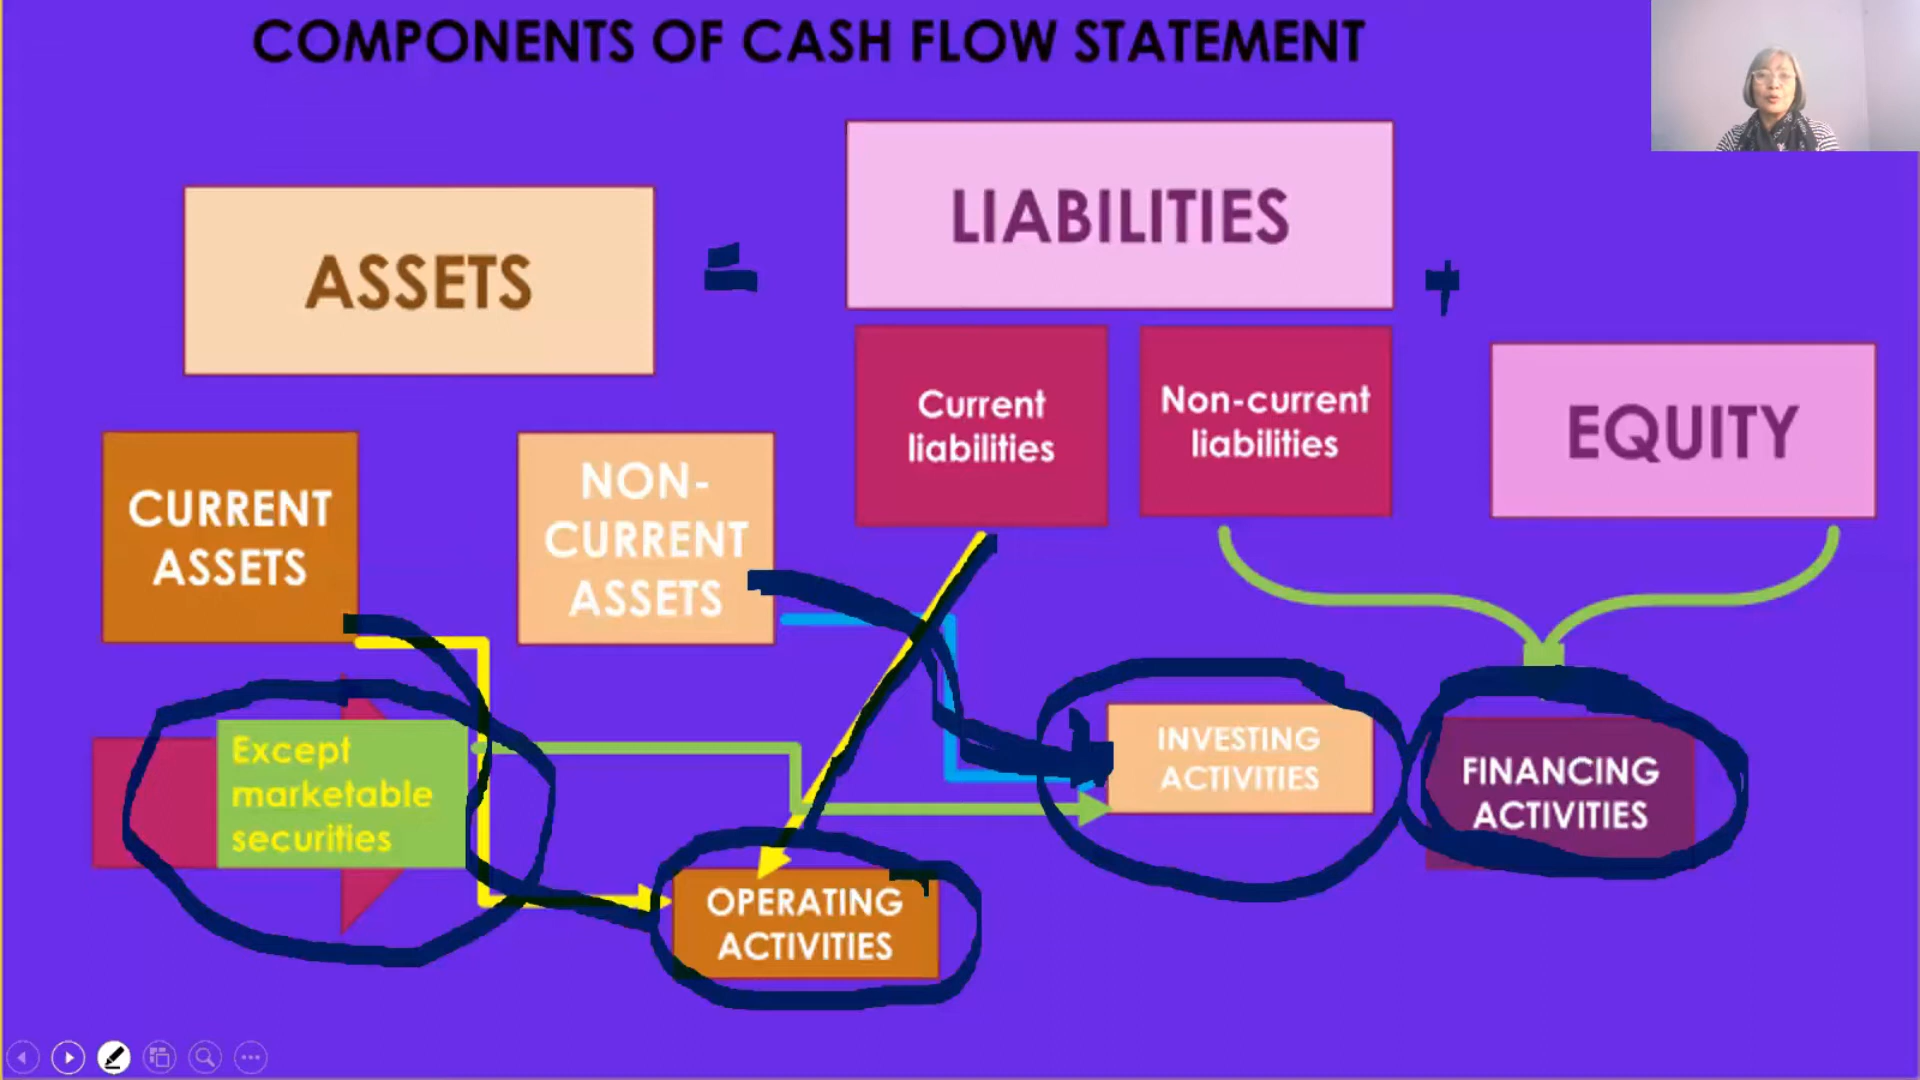 COMPONENTS OF CASH FLOW STATEMENT
ASSETS
=
LIABILITIES
+
EQUITY
CURRENT
ASSETS
NON-
CURRENT
ASSETS
Current
liabilities
Non-current
liabilities
Except
marketable
securities
OPERATING
ACTIVITIES
INVESTING
ACTIVITIES
FINANCING
ACTIVITIES